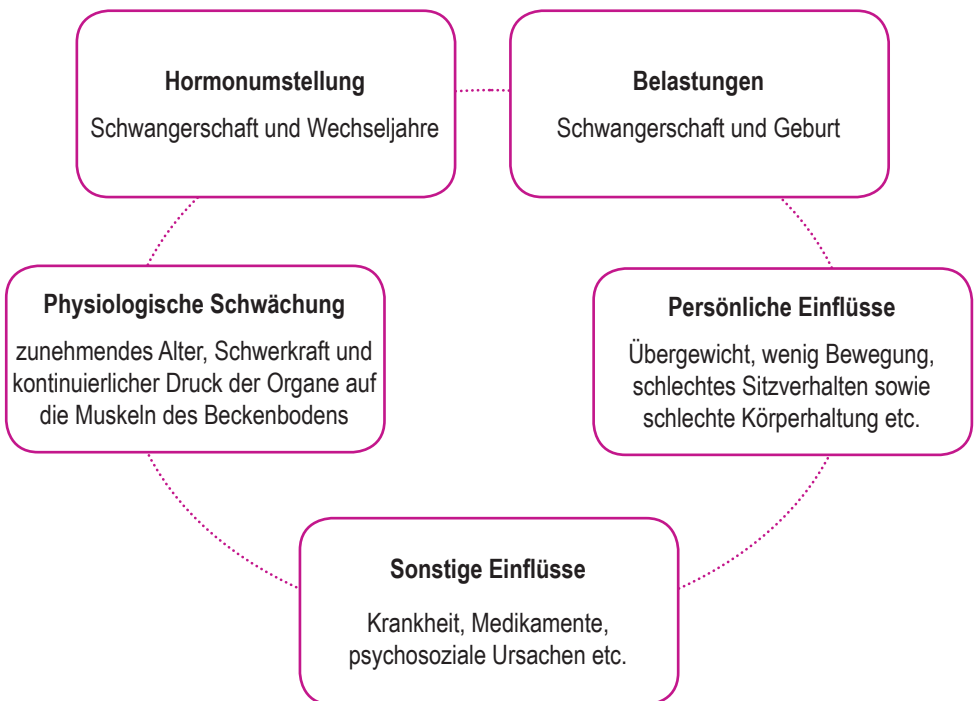 Hormonumstellung
Schwangerschaft und Wechseljahre
Belastungen
Schwangerschaft und Geburt
Physiologische Schwächung
zunehmendes Alter, Schwerkraft und
kontinuierlicher Druck der Organe auf
die Muskeln des Beckenbodens
Persönliche Einflüsse
Übergewicht, wenig Bewegung,
schlechtes Sitzverhalten sowie
schlechte Körperhaltung etc.
Sonstige Einflüsse
Krankheit, Medikamente,
psychosoziale Ursachen etc.